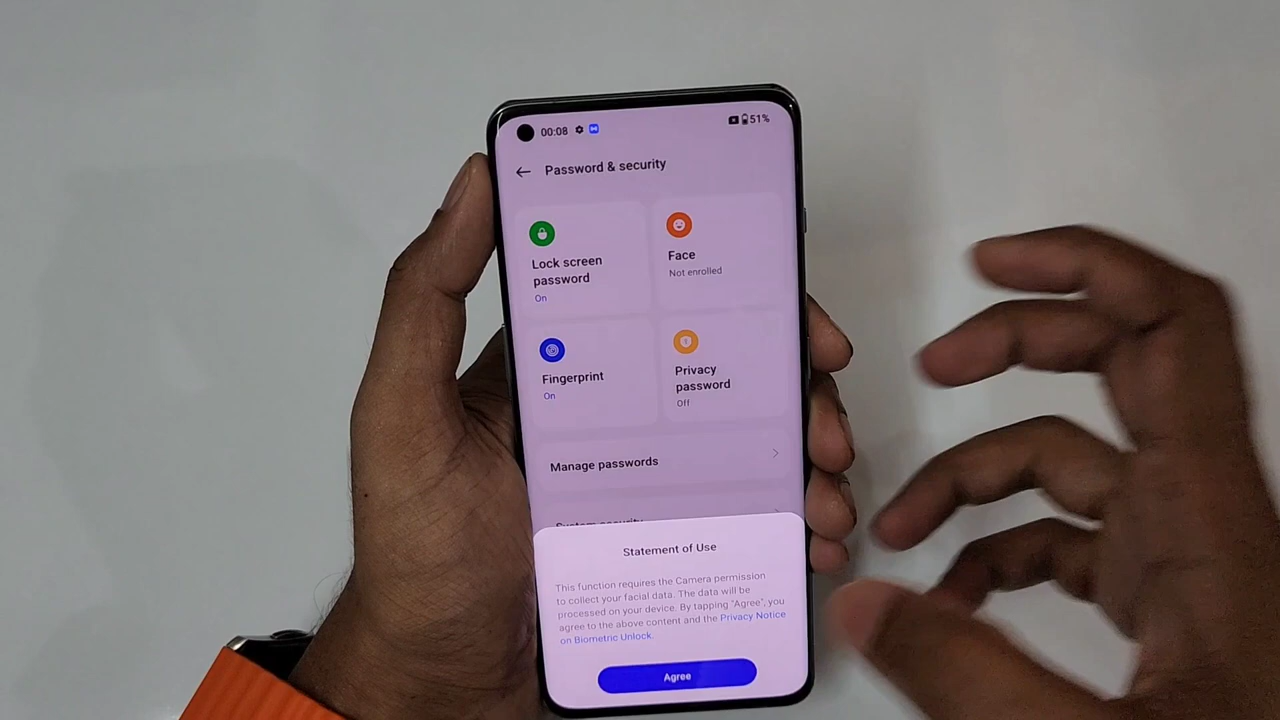 00:08
51%
Password & security
Lock screen
password
On
Face
Not enrolled
Fingerprint
On
Privacy
password
Off
Manage passwords
System security
Statement of Use
This function requires the Camera permission
to collect your facial data. The data will be
processed on your device. By tapping "Agree", you
agree to the above content and the Privacy Notice
on Biometric Unlock.
Agree